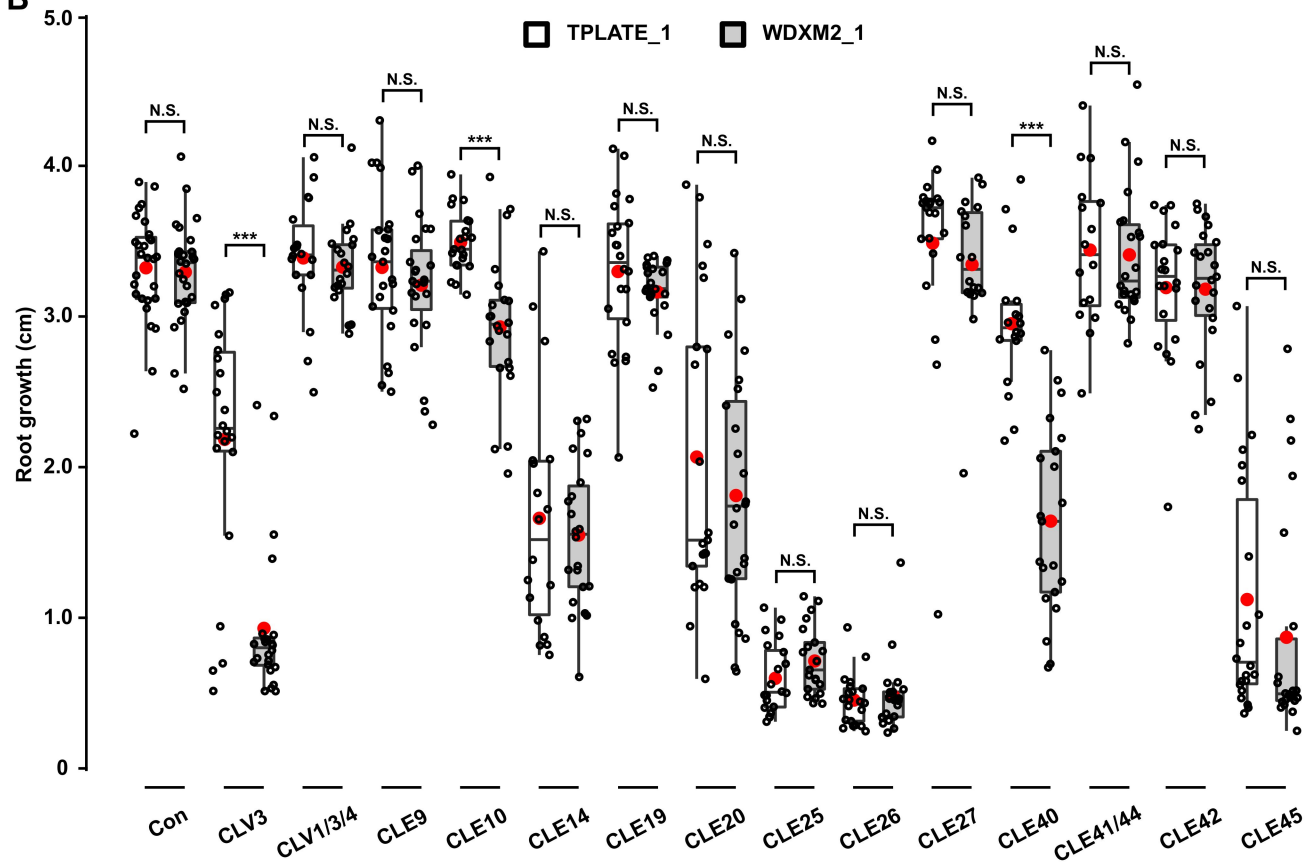 B
5.0
TPLATE_1 WDXM2_1
N.S. *** N.S. N.S. *** N.S. N.S. N.S. N.S. N.S. N.S. *** N.S. N.S. N.S.
4.0
3.0
2.0
1.0
0
Root growth (cm)
Con CLV3 CLV1/3/4 CLE9 CLE10 CLE14 CLE19 CLE20 CLE25 CLE26 CLE27 CLE40 CLE41/44 CLE42 CLE45